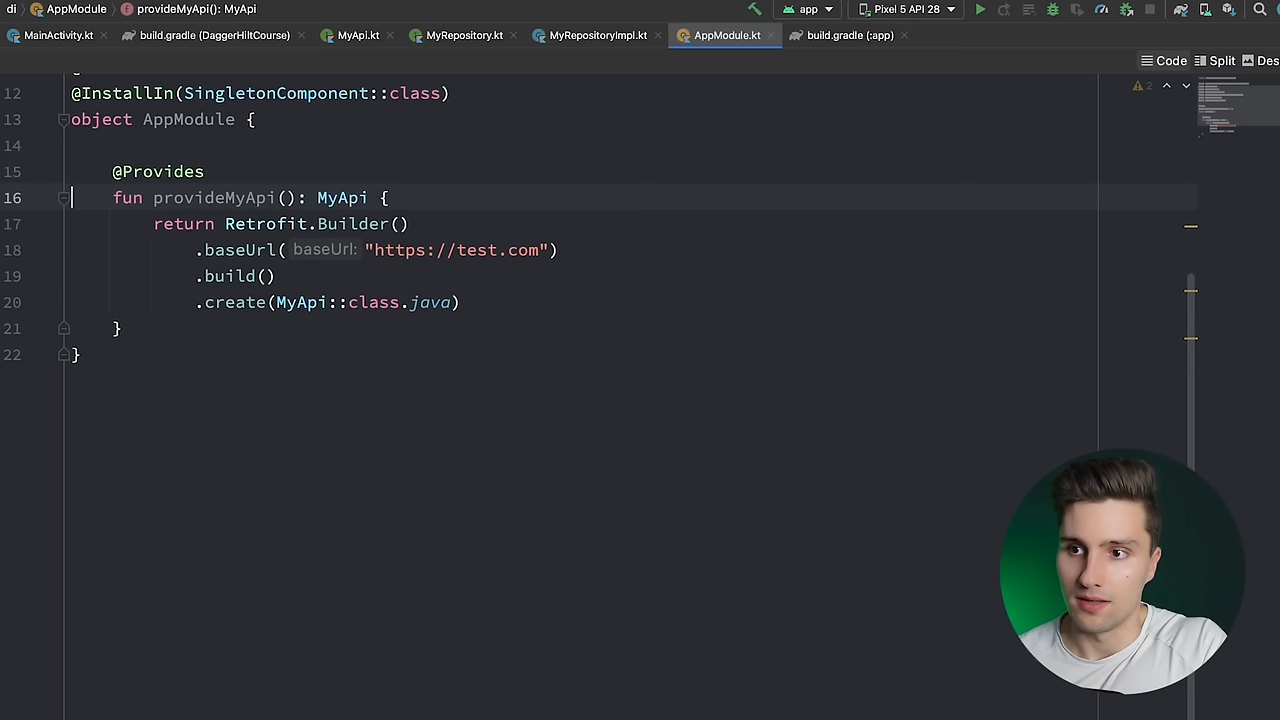 di AppModule provideMyApi(): MyApi app Pixel 5 API 28
MainActivity.kt build.gradle (DaggerHiltCourse) MyApi.kt MyRepository.kt MyRepositoryImpl.kt AppModule.kt build.gradle (:app)
Code Split Des
12 @InstallIn(SingletonComponent::class) 2
13 object AppModule {
14
15 @Provides
16 fun provideMyApi(): MyApi {
17 return Retrofit.Builder()
18 .baseUrl( baseUrl: "https://test.com")
19 .build()
20 .create(MyApi::class.java)
21 }
22 }